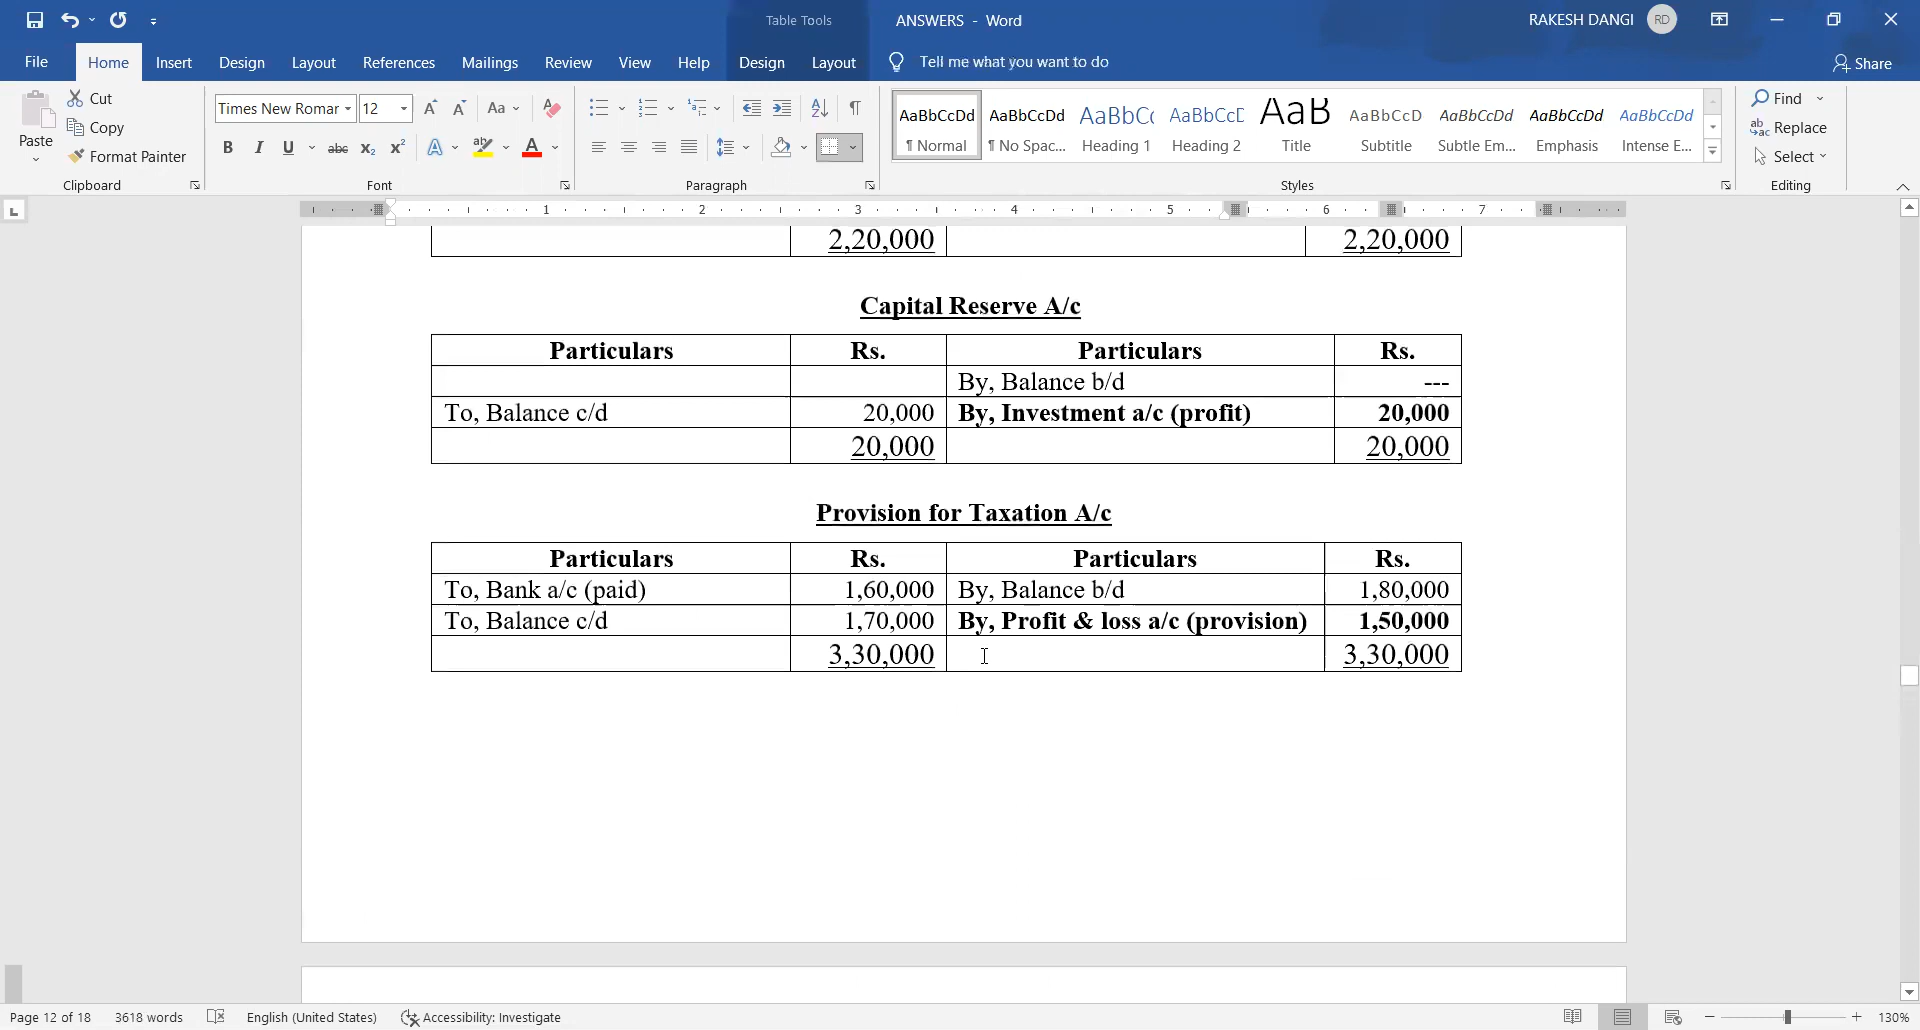 Table Tools
ANSWERS - Word
RAKESH DANGI RD
File Home Insert Design Layout References Mailings Review View Help Design Layout Tell me what you want to do Share
Paste
Cut
Copy
Format Painter
Clipboard
Times New Romar 12 Aa
B I U abc x₂ x² A ab A
Font
Paragraph
AaBbCcDd AaBbCcDd AaBbCc AaBbCcD AaB AaBbCcD AaBbCcDd AaBbCcDd AaBbCcDd
¶ Normal ¶ No Spac... Heading 1 Heading 2 Title Subtitle Subtle Em... Emphasis Intense E...
Styles
Find
Replace
Select
Editing
1 2 3 4 5 6 7
2,20,000 2,20,000
Capital Reserve A/c
Particulars Rs. Particulars Rs.
By, Balance b/d ---
To, Balance c/d 20,000 By, Investment a/c (profit) 20,000
20,000 20,000
Provision for Taxation A/c
Particulars Rs. Particulars Rs.
To, Bank a/c (paid) 1,60,000 By, Balance b/d 1,80,000
To, Balance c/d 1,70,000 By, Profit & loss a/c (provision) 1,50,000
3,30,000 3,30,000
Page 12 of 18 3618 words English (United States) Accessibility: Investigate 130%